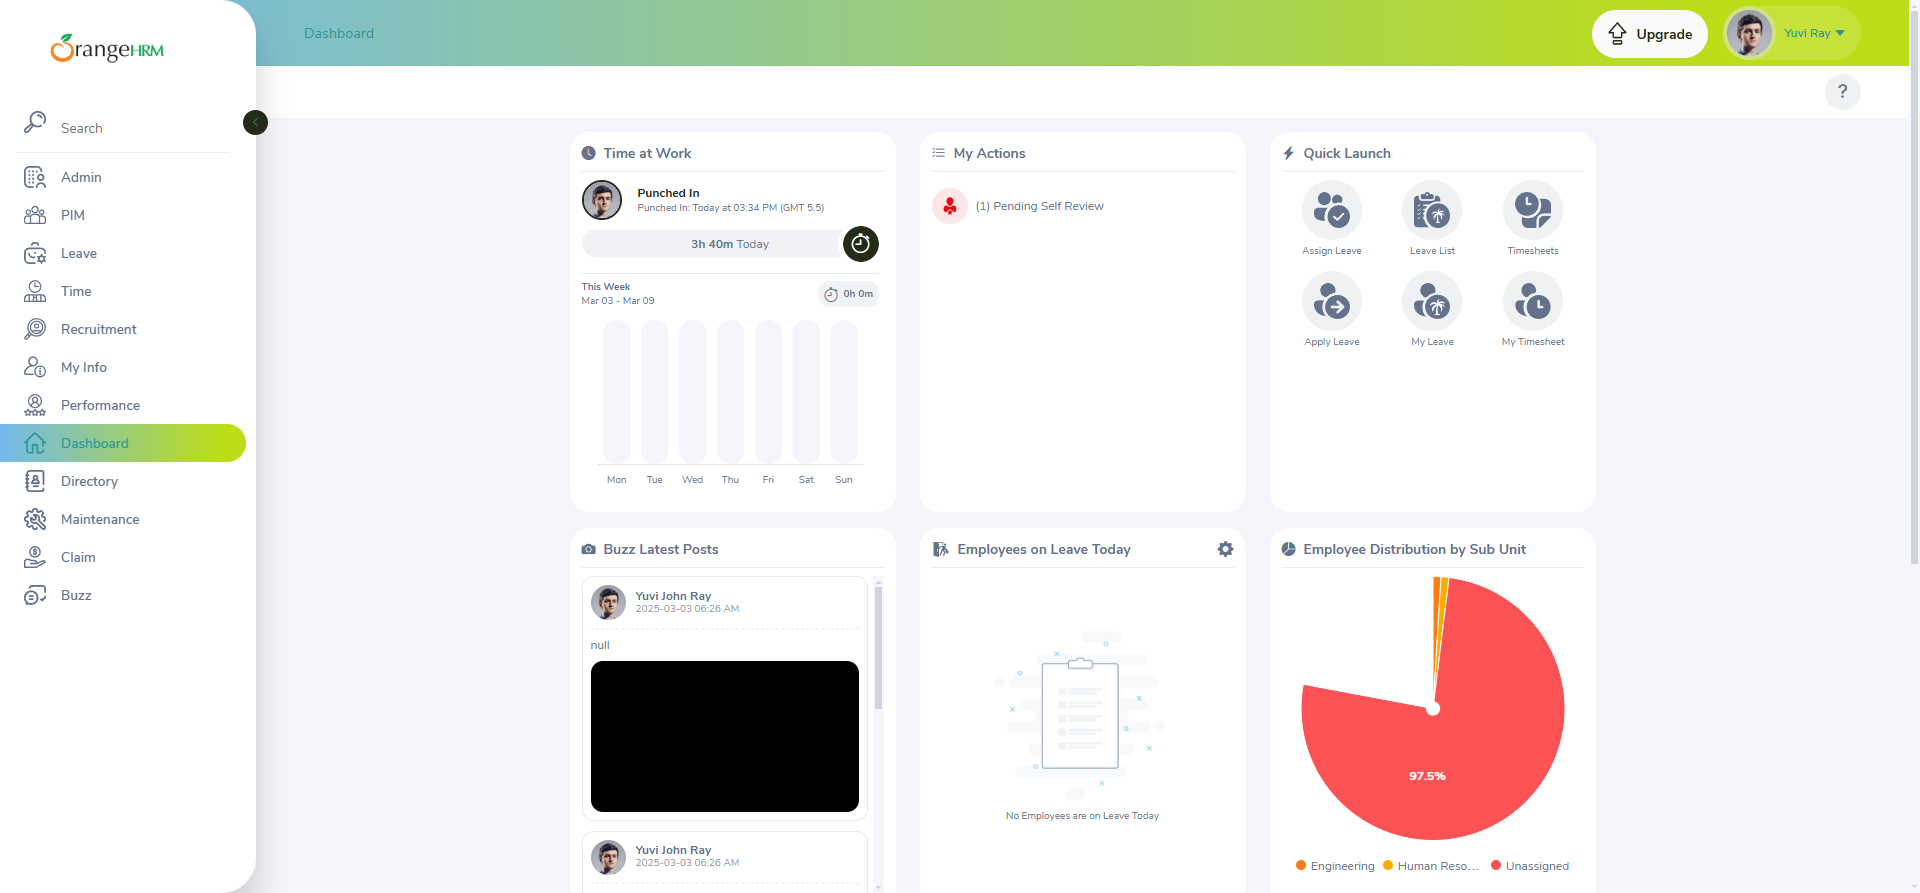 OrangeHRM
Search
Admin
PIM
Leave
Time
Recruitment
My Info
Performance
Dashboard
Directory
Maintenance
Claim
Buzz
Dashboard
Upgrade
Yuvi Ray
?
Time at Work
Punched In
Punched In: Today at 03:34 PM (GMT 5.5)
3h 40m Today
This Week
Mar 03 - Mar 09
0h 0m
Mon Tue Wed Thu Fri Sat Sun
My Actions
(1) Pending Self Review
Quick Launch
Assign Leave Leave List Timesheets
Apply Leave My Leave My Timesheet
Buzz Latest Posts
Yuvi John Ray
2025-03-03 06:26 AM
null
Yuvi John Ray
2025-03-03 06:26 AM
Employees on Leave Today
No Employees are on Leave Today
Employee Distribution by Sub Unit
97.5%
Engineering Human Reso... Unassigned